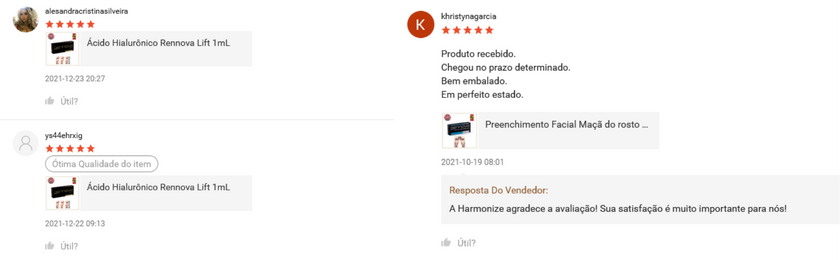 alesandracristinasilveira
Ácido Hialurônico Rennova Lift 1mL
2021-12-23 20:27
Útil?
ys44ehrxig
Ótima Qualidade do item
Ácido Hialurônico Rennova Lift 1mL
2021-12-22 09:13
Útil?
K
khristynagarcia
Produto recebido.
Chegou no prazo determinado.
Bem embalado.
Em perfeito estado.
Preenchimento Facial Maçã do rosto ...
2021-10-19 08:01
Resposta Do Vendedor:
A Harmonize agradece a avaliação! Sua satisfação é muito importante para nós!
Útil?